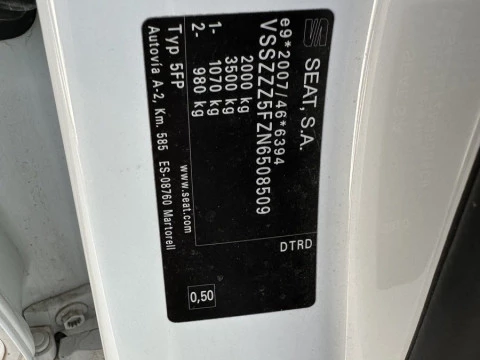 SEAT, S.A.
e9*2007/46*6394
VSSZZZ5FZN6508509
2000 kg
3500 kg
1- 1070 kg
2- 980 kg
Typ 5FP
www.seat.com
Autovía A-2, Km. 585 ES-08760 Martorell
DTRD
0,50